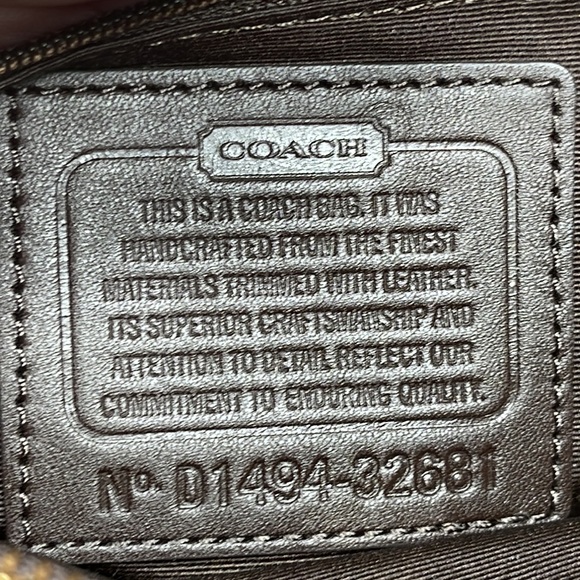 COACH
THIS IS A COACH BAG. IT WAS
HANDCRAFTED FROM THE FINEST
MATERIALS TRIMMED WITH LEATHER.
ITS SUPERIOR CRAFTSMANSHIP AND
ATTENTION TO DETAIL REFLECT OUR
COMMITMENT TO ENDURING QUALITY.
Nº. D1494-32681